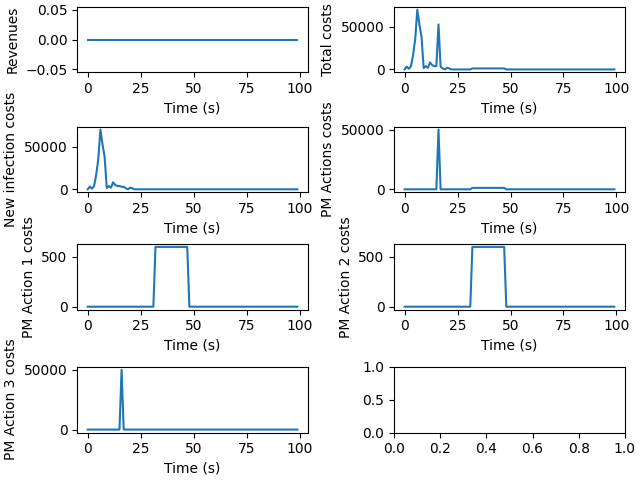 Revenues
0.05
0.00
−0.05
0 25 50 75 100
Time (s)
Total costs
50000
0
0 25 50 75 100
Time (s)
New infection costs
50000
0
0 25 50 75 100
Time (s)
PM Actions costs
50000
0
0 25 50 75 100
Time (s)
PM Action 1 costs
500
0
0 25 50 75 100
Time (s)
PM Action 2 costs
500
0
0 25 50 75 100
Time (s)
PM Action 3 costs
50000
0
0 25 50 75 100
Time (s)
1.0
0.5
0.0
0.0 0.2 0.4 0.6 0.8 1.0